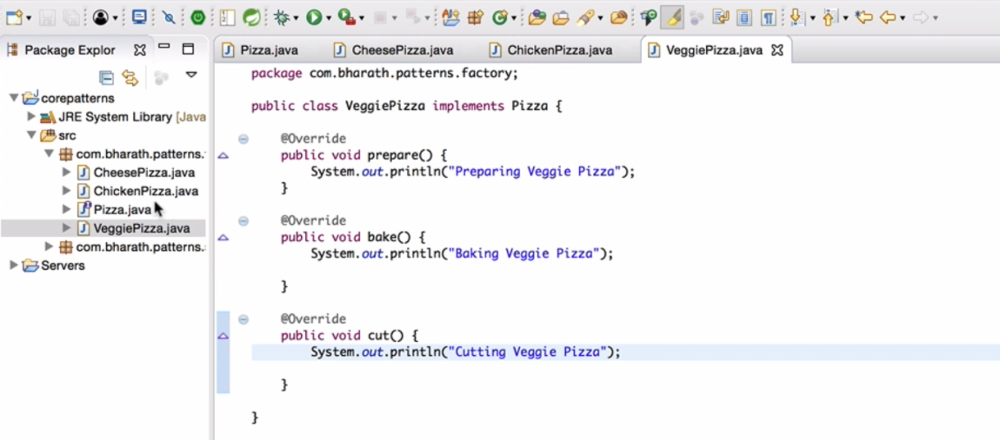 Package Explor
Pizza.java
CheesePizza.java
ChickenPizza.java
VeggiePizza.java
corepatterns
JRE System Library [Java
src
com.bharath.patterns.
CheesePizza.java
ChickenPizza.java
Pizza.java
VeggiePizza.java
com.bharath.patterns.
Servers
package com.bharath.patterns.factory;
public class VeggiePizza implements Pizza {
@Override
public void prepare() {
System.out.println("Preparing Veggie Pizza");
}
@Override
public void bake() {
System.out.println("Baking Veggie Pizza");
}
@Override
public void cut() {
System.out.println("Cutting Veggie Pizza");
}
}